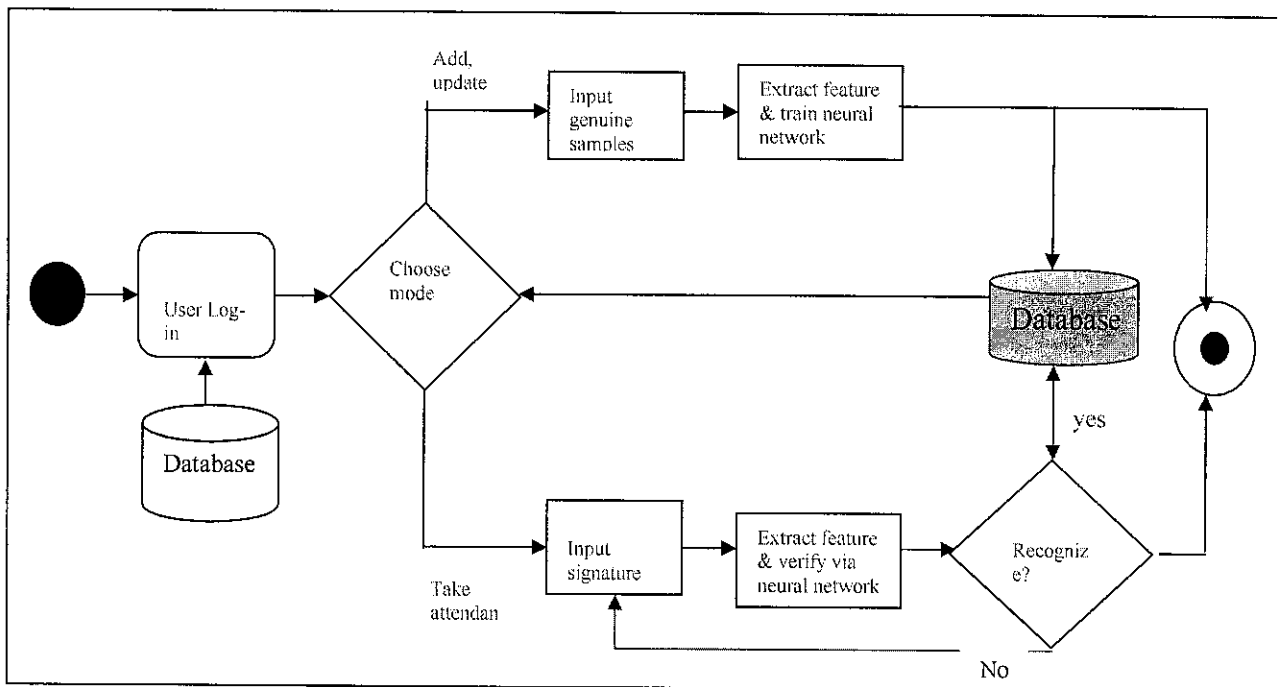 Add,
update
Input
genuine
samples
Extract feature
& train neural
network
Choose
mode
User Log-
in
Database
Database
yes
Input
signature
Extract feature
& verify via
neural network
Recogniz
e?
Take
attendan
No